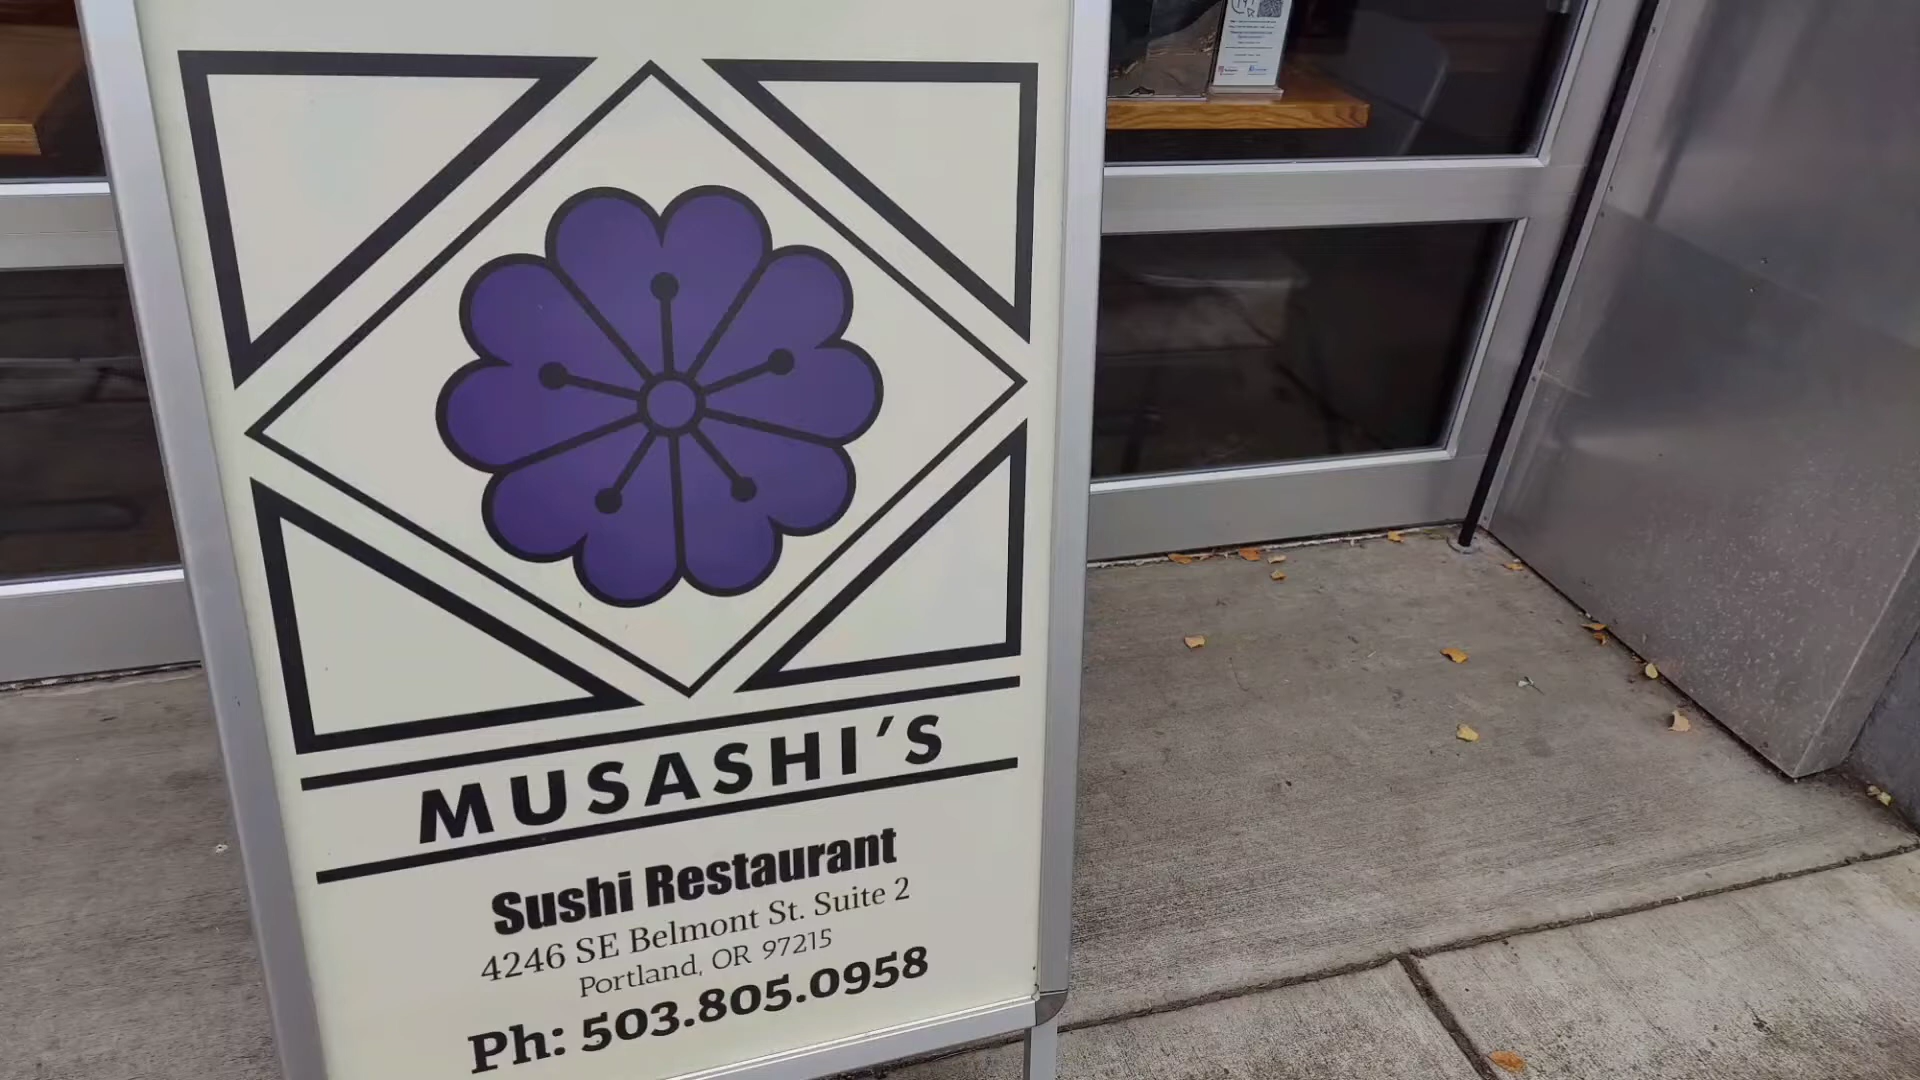 MUSASHI'S
Sushi Restaurant
4246 SE Belmont St. Suite 2
Portland, OR 97215
Ph: 503.805.0958